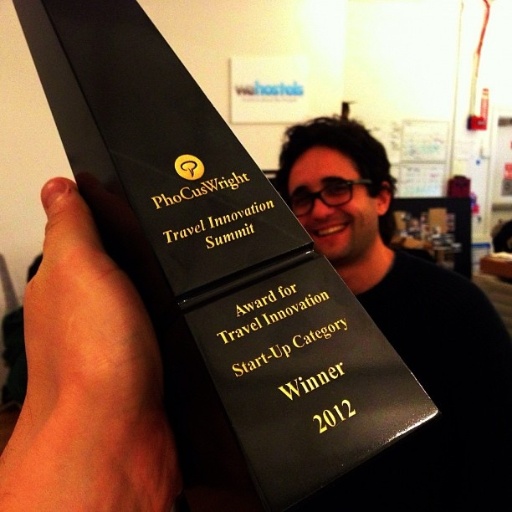 wehostels
PhoCusWright
Travel Innovation
Summit
Award for
Travel Innovation
Start-Up Category
Winner
2012